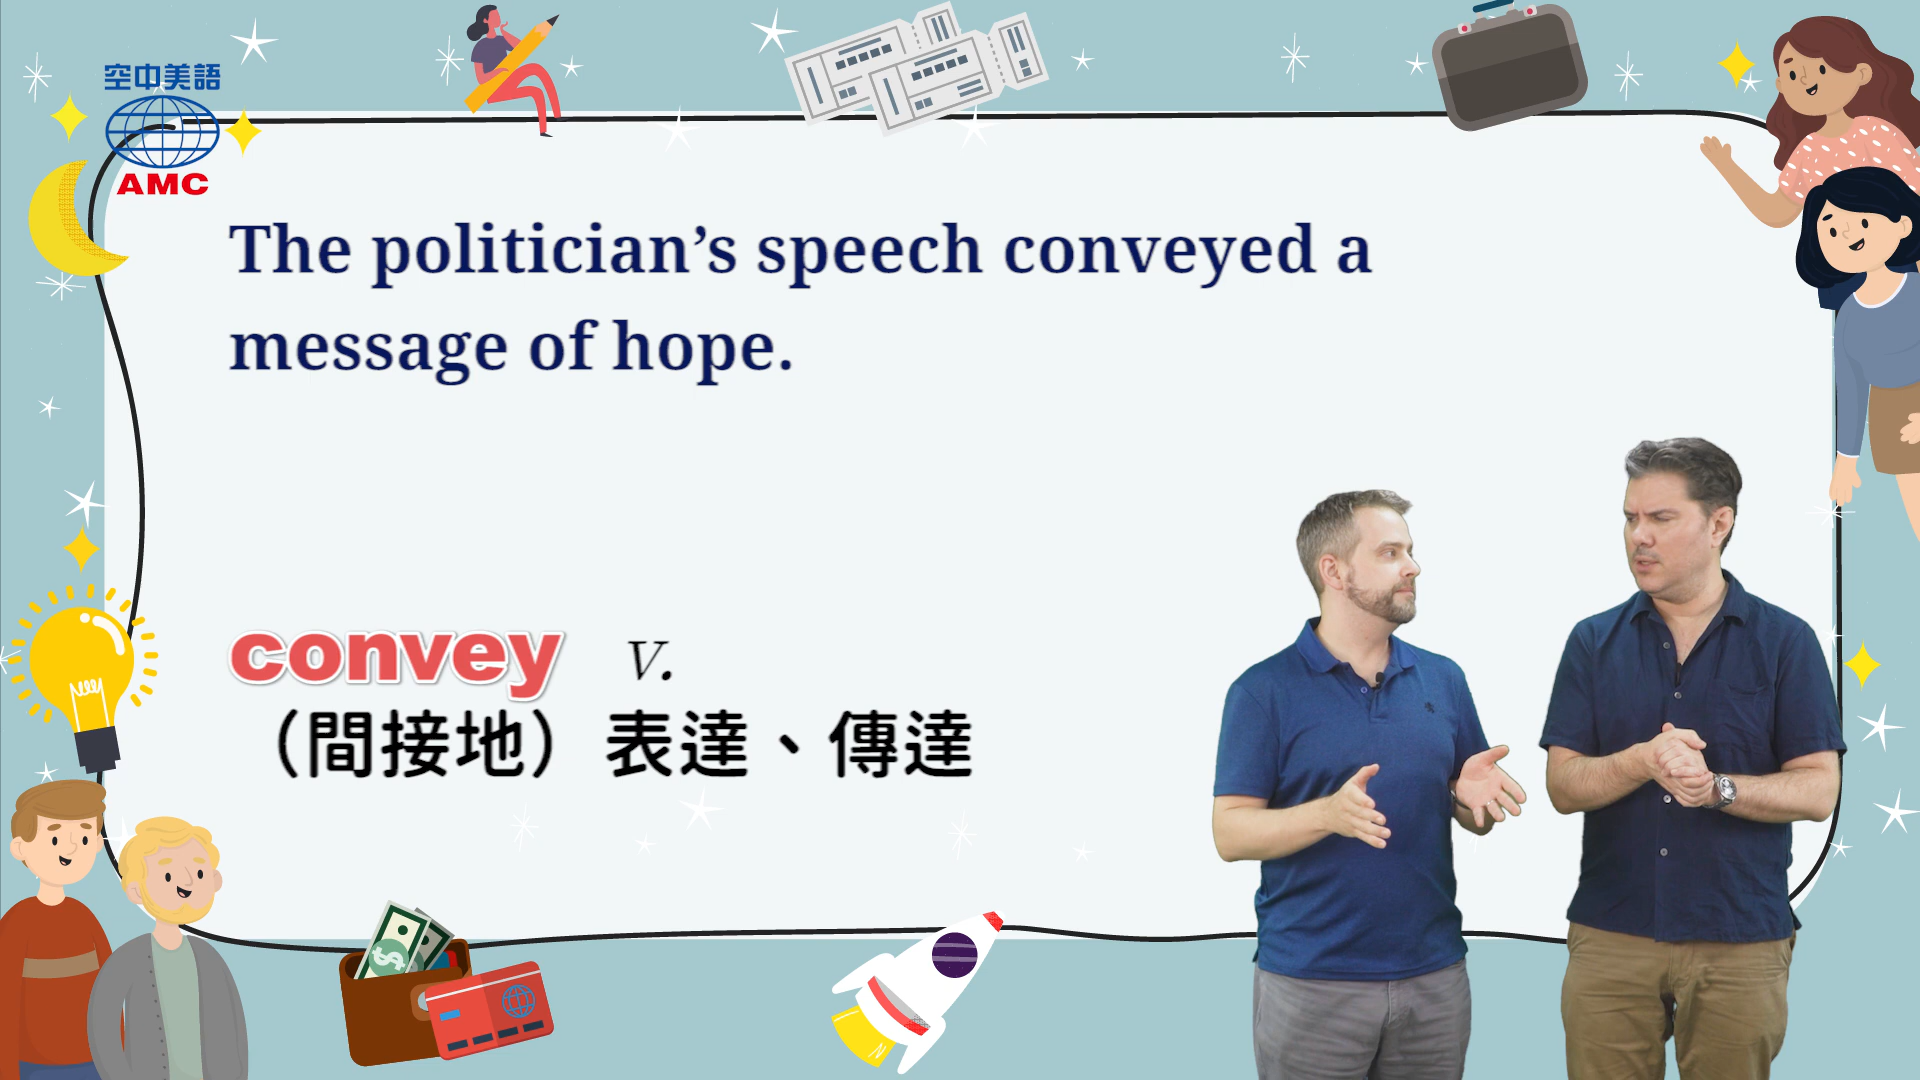 空中美語
AMC
The politician’s speech conveyed a
message of hope.
convey v.
（間接地）表達、傳達